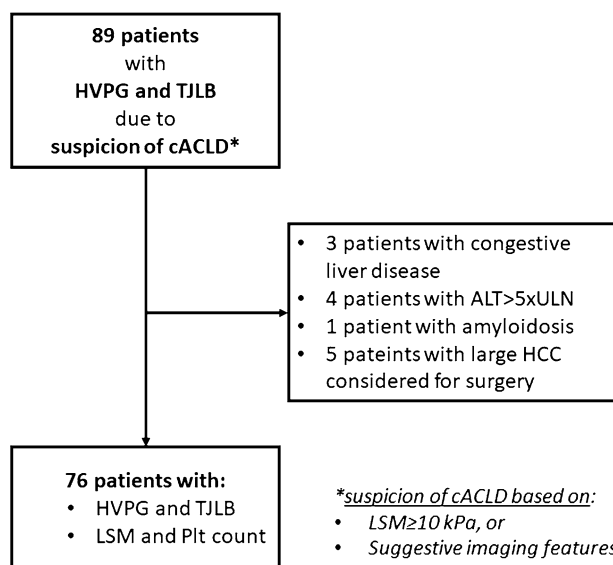 89 patients
with
HVPG and TJLB
due to
suspicion of cACLD*
• 3 patients with congestive
liver disease
• 4 patients with ALT>5xULN
• 1 patient with amyloidosis
• 5 pateints with large HCC
considered for surgery
76 patients with:
• HVPG and TJLB
• LSM and Plt count
*suspicion of cACLD based on:
• LSM≥10 kPa, or
• Suggestive imaging features